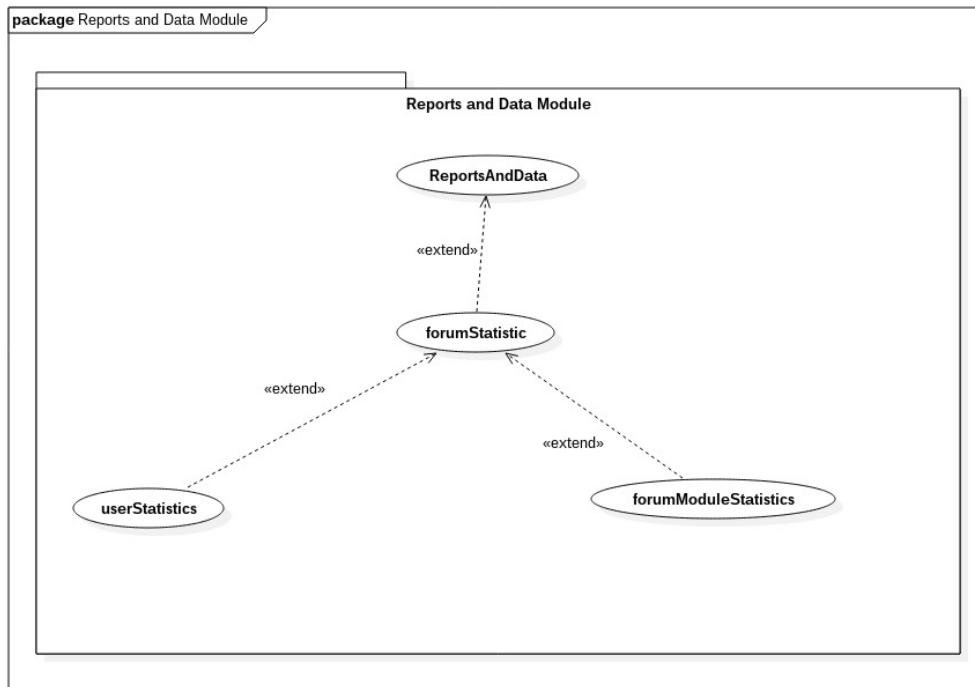 package Reports and Data Module
Reports and Data Module
ReportsAndData
«extend»
forumStatistic
«extend»
«extend»
userStatistics
forumModuleStatistics